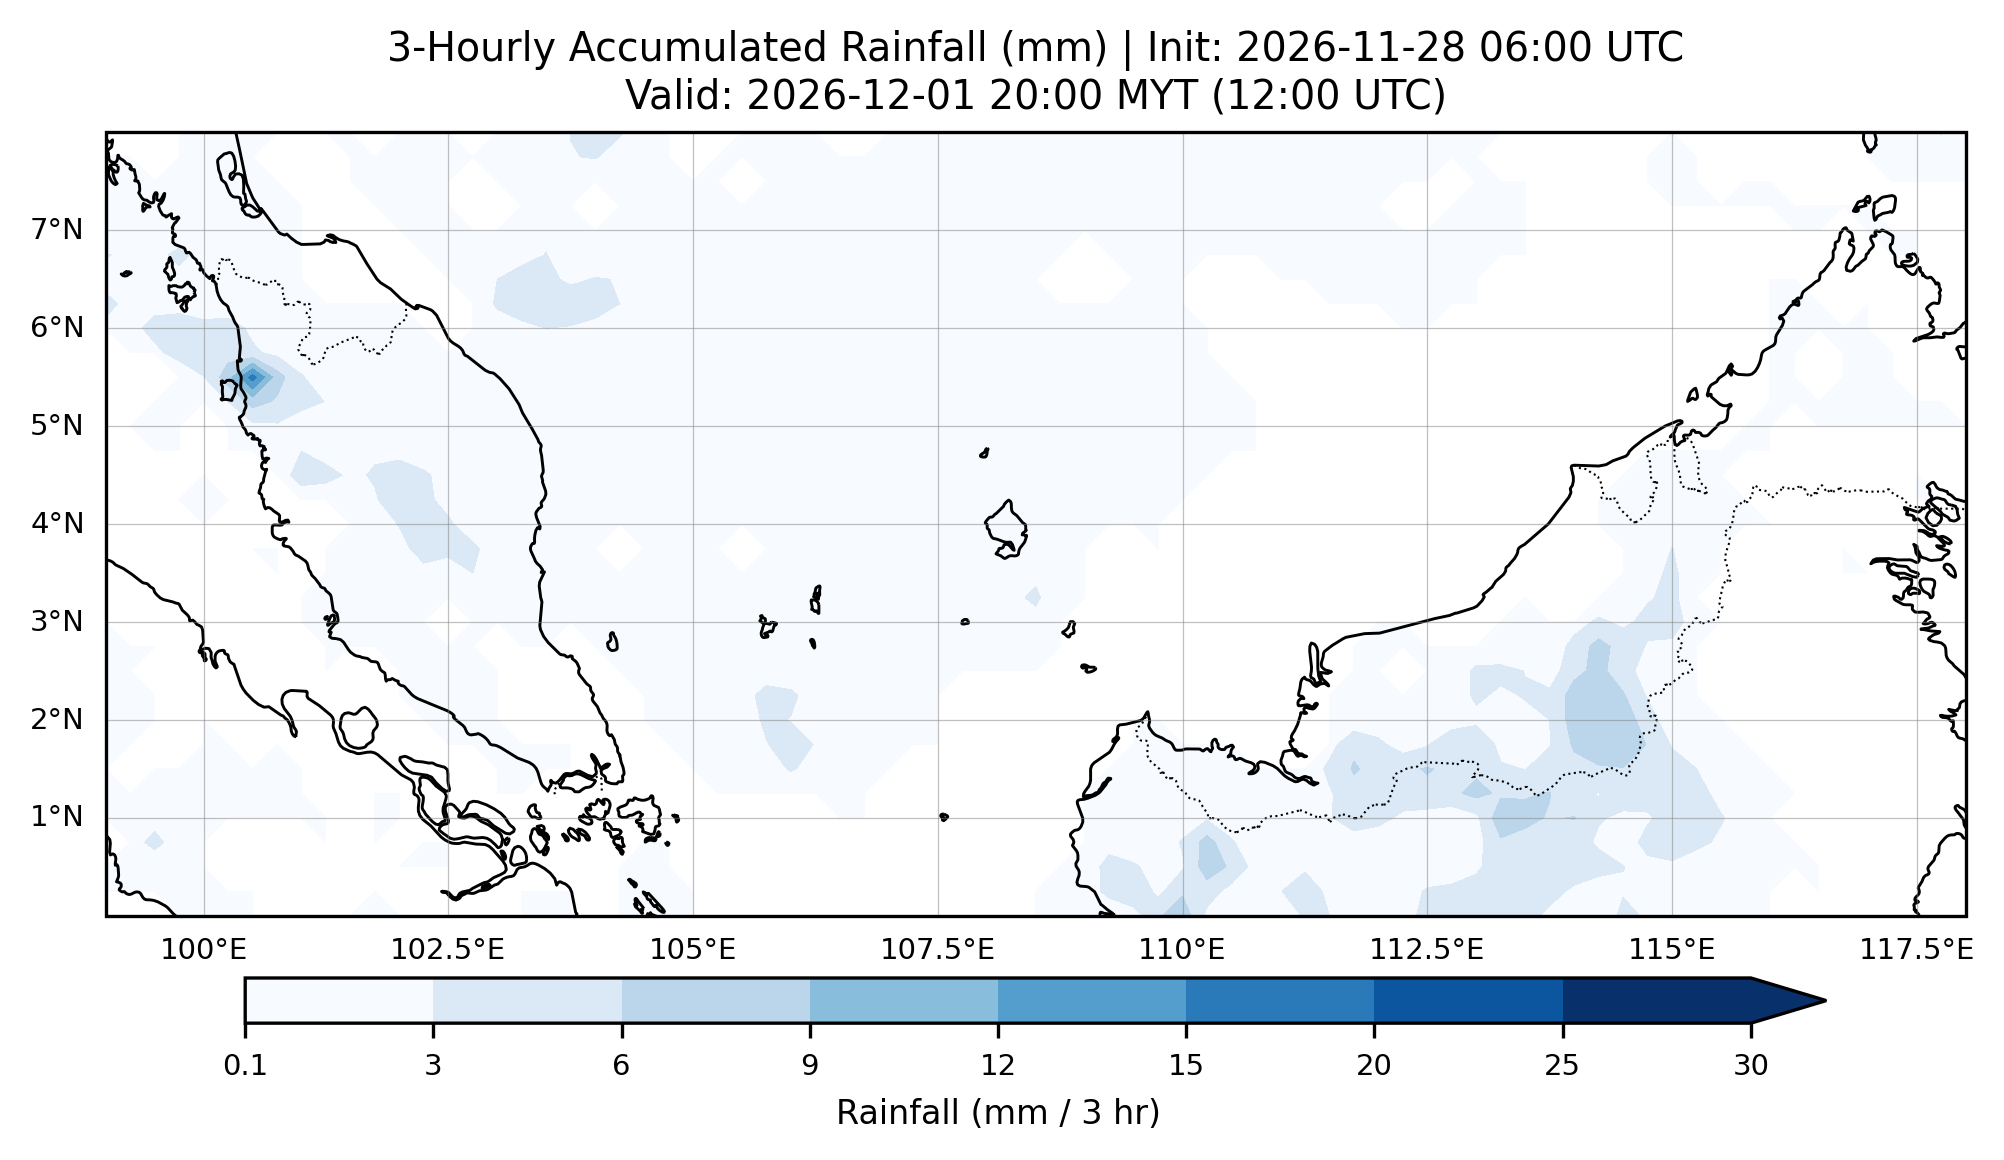 3-Hourly Accumulated Rainfall (mm) | Init: 2026-11-28 06:00 UTC
Valid: 2026-12-01 20:00 MYT (12:00 UTC)
7°N
6°N
5°N
4°N
3°N
2°N
1°N
100°E 102.5°E 105°E 107.5°E 110°E 112.5°E 115°E 117.5°E
0.1 3 6 9 12 15 20 25 30
Rainfall (mm / 3 hr)